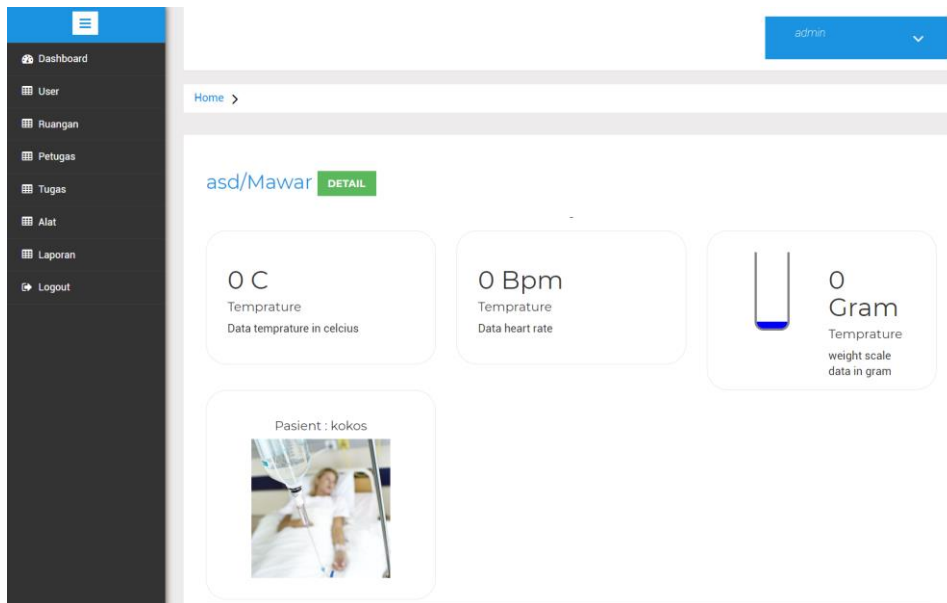 admin
Dashboard
User
Ruangan
Petugas
Tugas
Alat
Laporan
Logout
Home >
asd/Mawar DETAIL
-
0 C
Temprature
Data temprature in celcius
0 Bpm
Temprature
Data heart rate
0
Gram
Temprature
weight scale
data in gram
Pasient : kokos